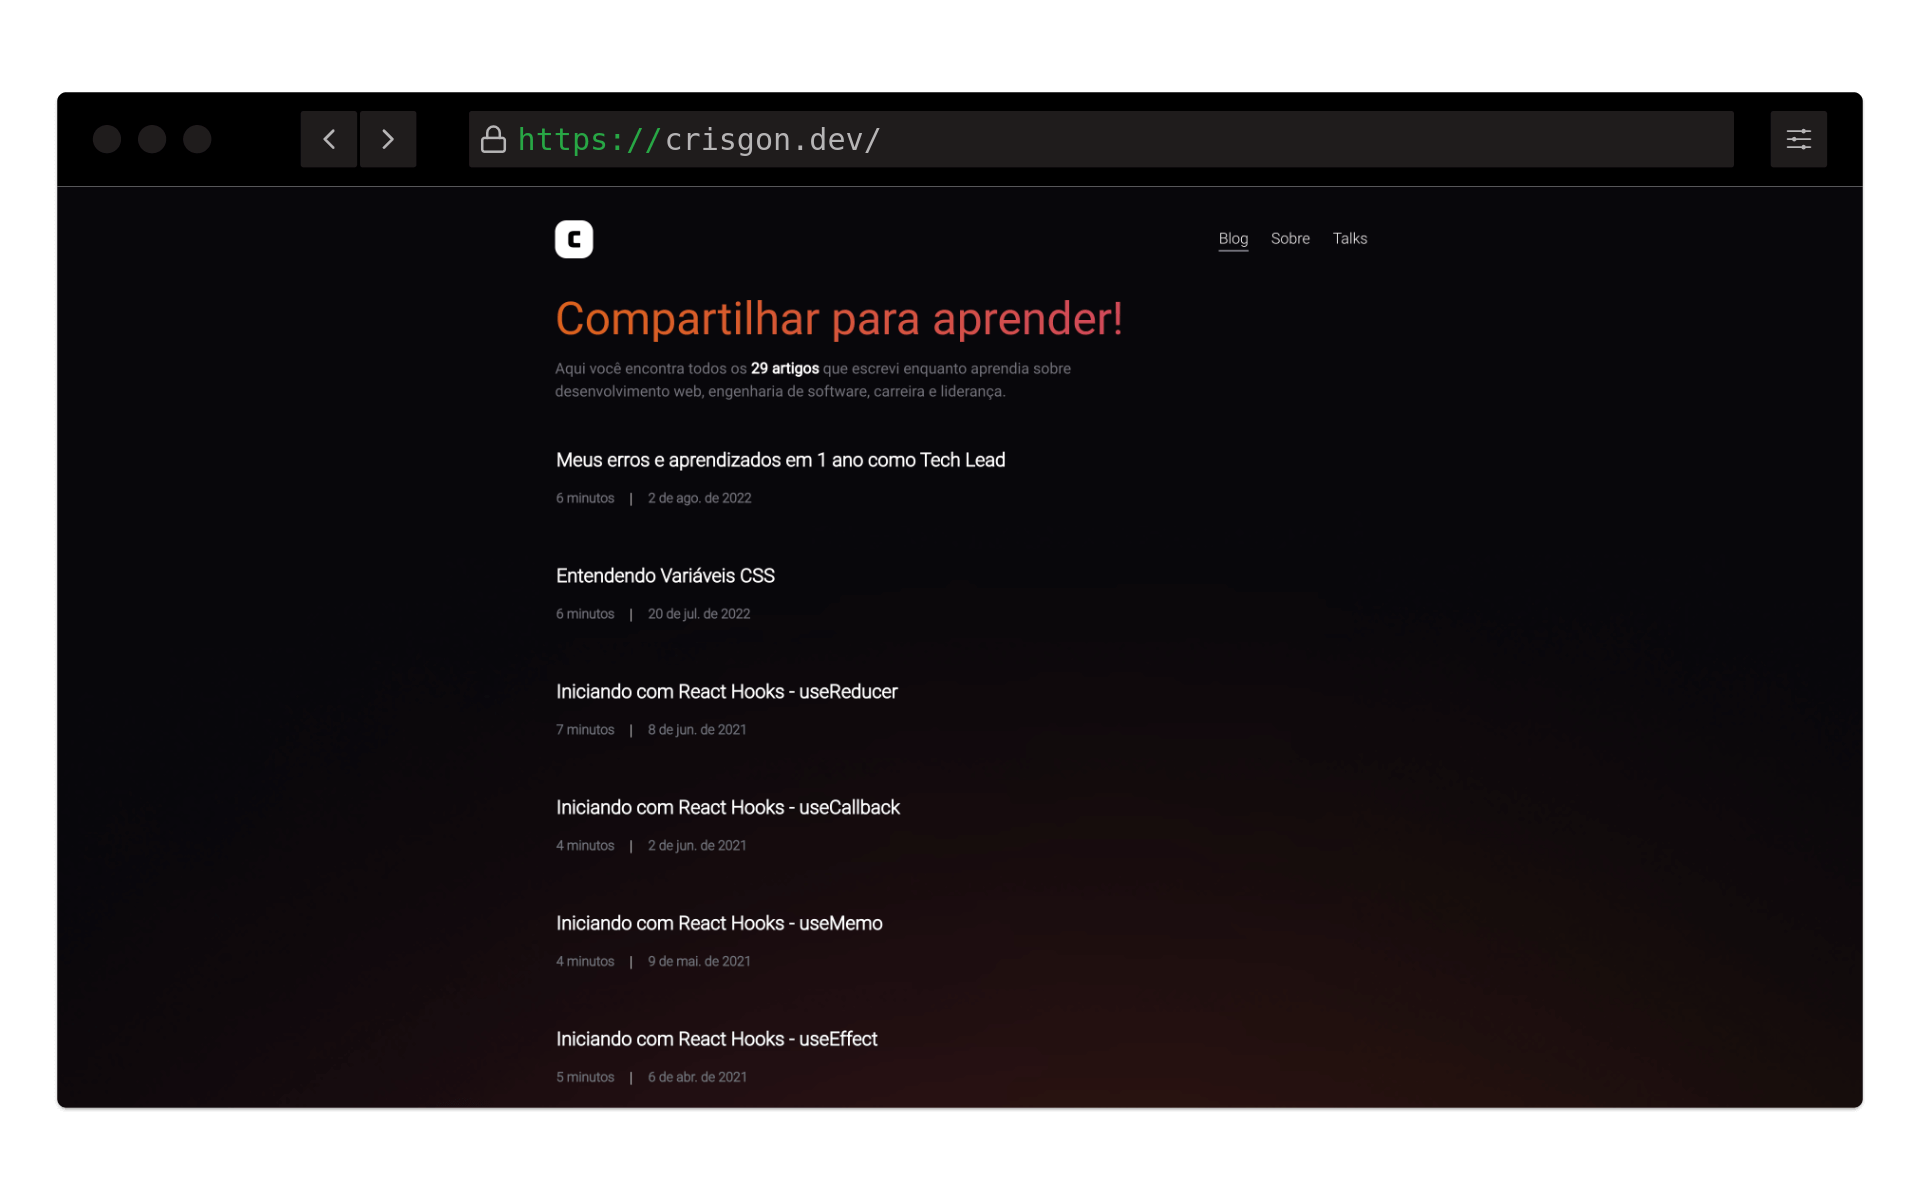 https://crisgon.dev/
C
Blog Sobre Talks
Compartilhar para aprender!
Aqui você encontra todos os 29 artigos que escrevi enquanto aprendia sobre
desenvolvimento web, engenharia de software, carreira e liderança.
Meus erros e aprendizados em 1 ano como Tech Lead
6 minutos | 2 de ago. de 2022
Entendendo Variáveis CSS
6 minutos | 20 de jul. de 2022
Iniciando com React Hooks - useReducer
7 minutos | 8 de jun. de 2021
Iniciando com React Hooks - useCallback
4 minutos | 2 de jun. de 2021
Iniciando com React Hooks - useMemo
4 minutos | 9 de mai. de 2021
Iniciando com React Hooks - useEffect
5 minutos | 6 de abr. de 2021